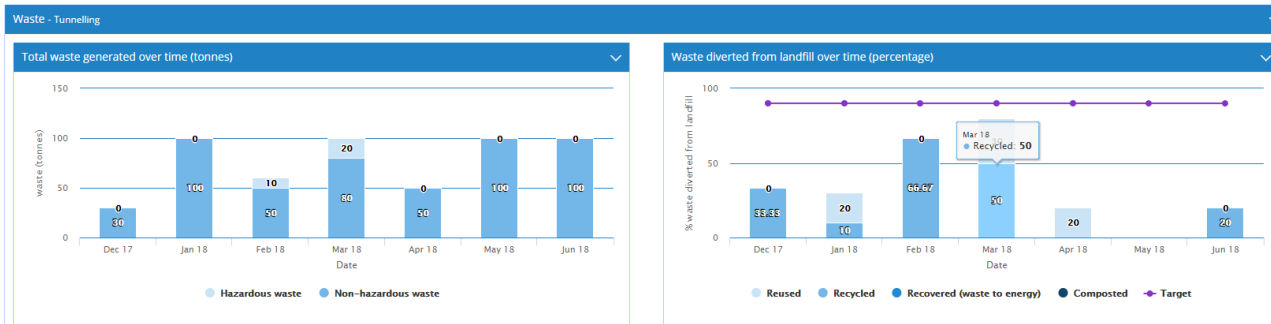 Waste - Tunnelling
Total waste generated over time (tonnes)
150
100
50
0
waste (tonnes)
0
30
0
100
10
50
20
80
0
50
0
100
0
100
Dec 17
Jan 18
Feb 18
Mar 18
Apr 18
May 18
Jun 18
Date
Hazardous waste
Non-hazardous waste
Waste diverted from landfill over time (percentage)
100
50
0
% waste diverted from landfill
0
33.33
20
10
0
66.67
Mar 18
Recycled: 50
50
20
0
20
Dec 17
Jan 18
Feb 18
Mar 18
Apr 18
May 18
Jun 18
Date
Reused
Recycled
Recovered (waste to energy)
Composted
Target